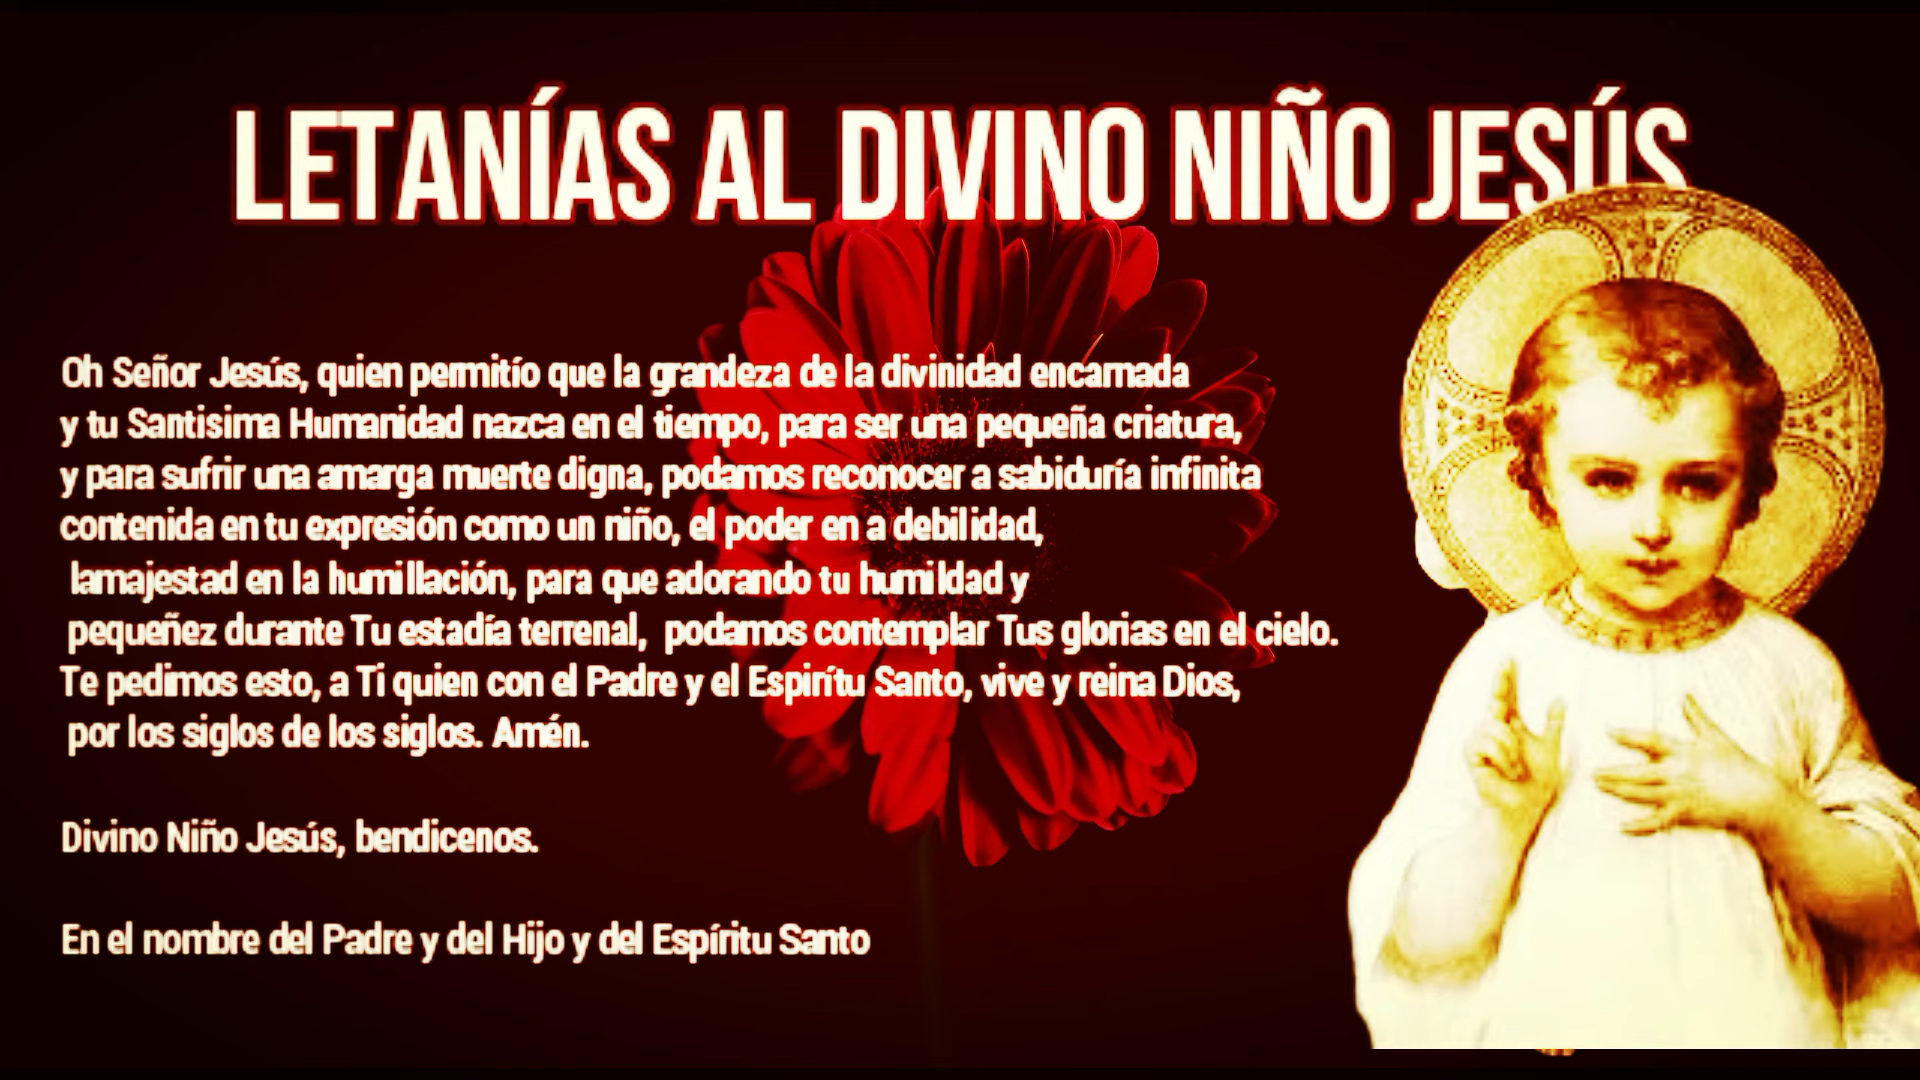 LETANÍAS AL DIVINO NIÑO JESÚS
Oh Señor Jesús, quien permitío que la grandeza de la divinidad encarnada
y tu Santisima Humanidad nazca en el tiempo, para ser una pequeña criatura,
y para sufrir una amarga muerte digna, podamos reconocer a sabiduría infinita
contenida en tu expresión como un niño, el poder en a debilidad,
lamajestad en la humillación, para que adorando tu humildad y
pequeñez durante Tu estadía terrenal, podamos contemplar Tus glorias en el cielo.
Te pedimos esto, a Ti quien con el Padre y el Espirítu Santo, vive y reina Dios,
por los siglos de los siglos. Amén.
Divino Niño Jesús, bendicenos.
En el nombre del Padre y del Hijo y del Espíritu Santo